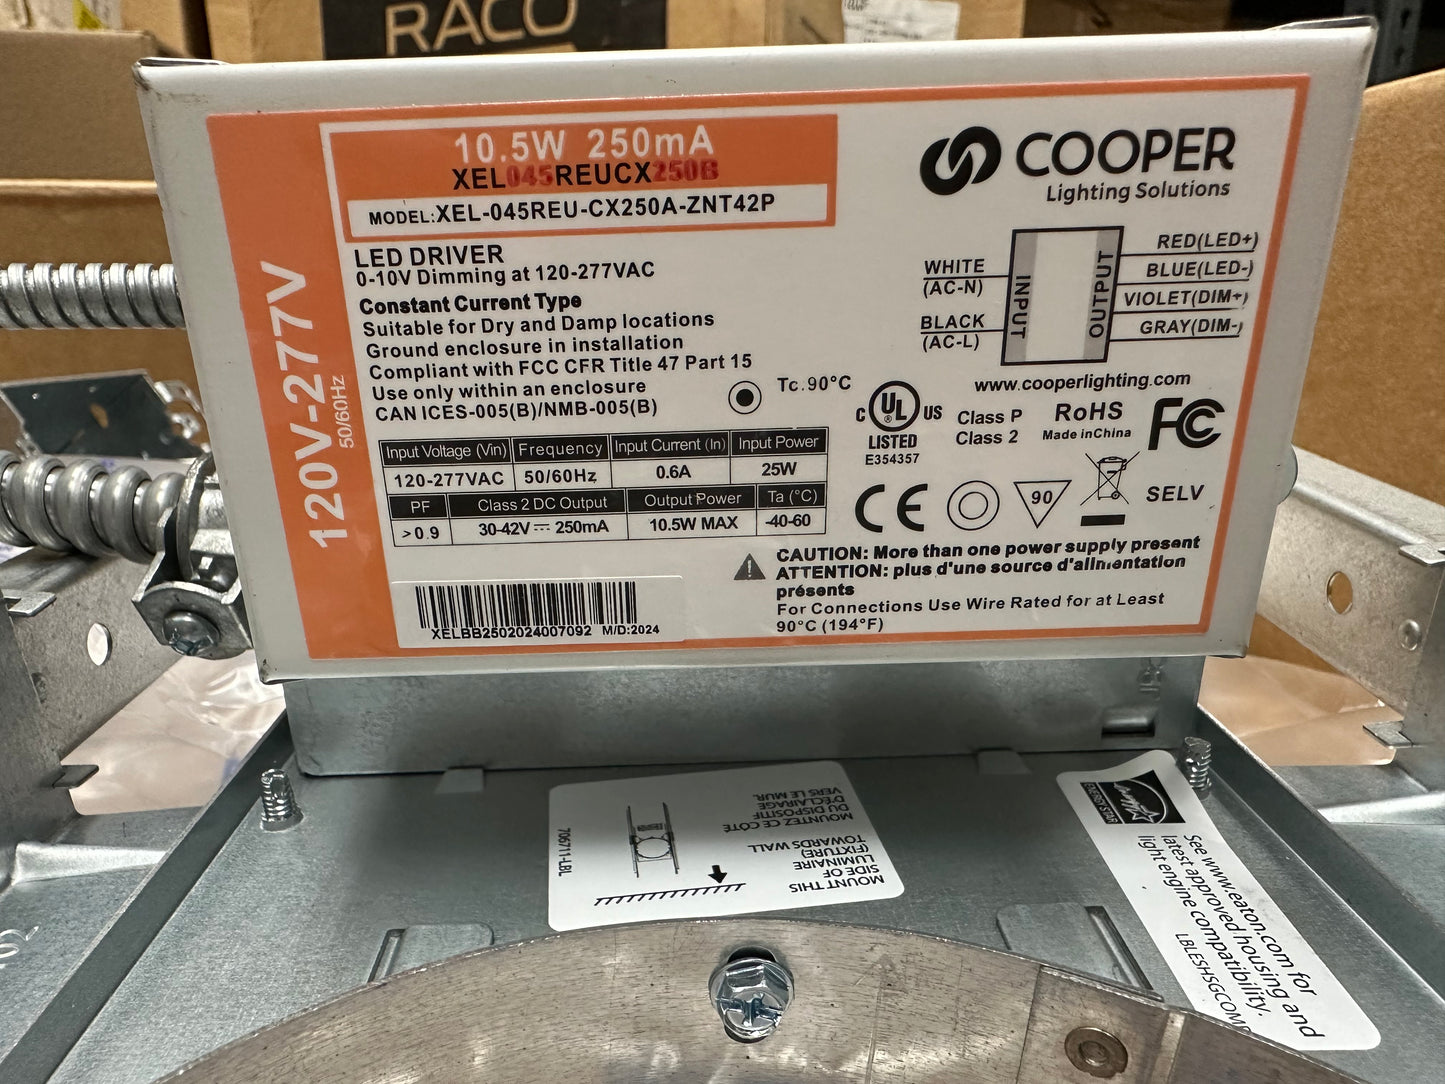 RACO
10.5W 250mA
XEL045REUCX250B
MODEL:XEL-045REU-CX250A-ZNT42P
120V-277V
50/60Hz
LED DRIVER
0-10V Dimming at 120-277VAC
Constant Current Type
Suitable for Dry and Damp locations
Ground enclosure in installation
Compliant with FCC CFR Title 47 Part 15
Use only within an enclosure
CAN ICES-005(B)/NMB-005(B)
Tc.90°C
COOPER
Lighting Solutions
WHITE
(AC-N)
BLACK
(AC-L)
INPUT
OUTPUT
RED(LED+)
BLUE(LED-)
VIOLET(DIM+)
GRAY(DIM-)
www.cooperlighting.com
C UL US
®
LISTED
E354357
Class P
Class 2
RoHS
Made in China
FC
CE
90
SELV
Input Voltage (Vin) Frequency Input Current (In) Input Power
120-277VAC 50/60Hz 0.6A 25W
PF Class 2 DC Output Output Power Ta (°C)
>0.9 30-42V⎓250mA 10.5W MAX -40-60
CAUTION: More than one power supply present
ATTENTION: plus d'une source d'alimentation
présents
For Connections Use Wire Rated for at Least
90°C (194°F)
XELBB2502024007092 M/D:2024
MOUNT THIS
SIDE OF
LUMINAIRE
(FIXTURE)
TOWARDS WALL
MONTEZ CE CÔTÉ
DU DISPOSITIF
D'ÉCLAIRAGE
VERS LE MUR.
706711-LBL
ENERGY STAR
See www.eaton.com for
latest approved housing and
light engine compatibility.
LBLESHSGCOMP